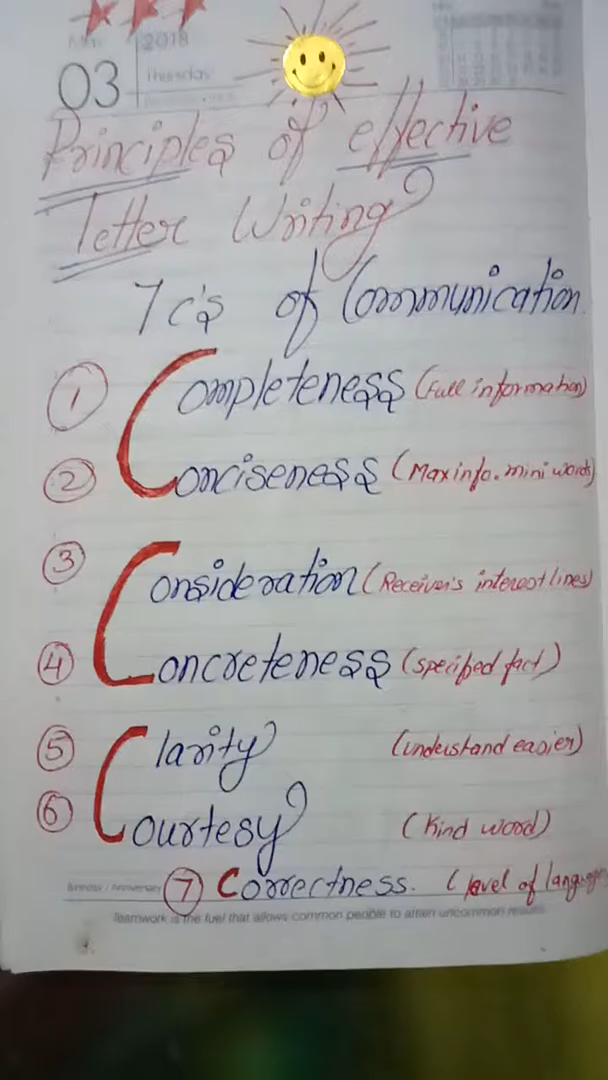 2018
03
Thursday
Principles of effective
letter Writing
7 c's of Communication
1 Completeness (Full information)
2 Conciseness (Max info. mini words)
3 Consideration (Receiver's interest lines)
4 Concreteness (specified fact)
5 Clarity (understand easier)
6 Courtesy (Kind word)
Birthday / Anniversary
7 Correctness. (level of language
Teamwork is the fuel that allows common people to attain uncommon results.